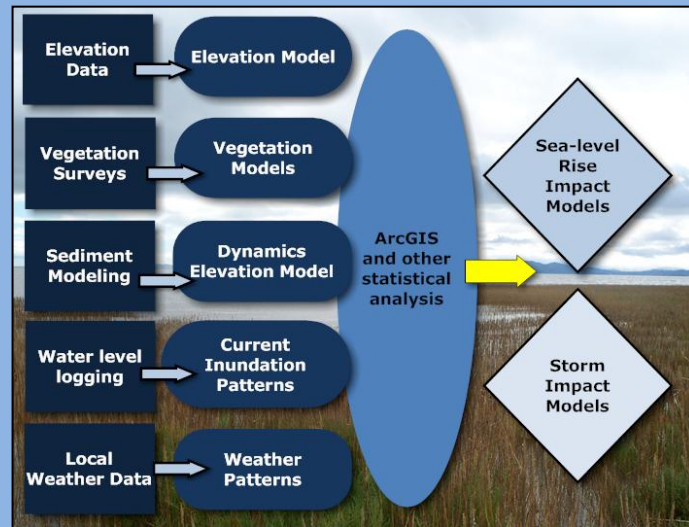 Elevation
Data
Elevation Model
Vegetation
Surveys
Vegetation
Models
Sediment
Modeling
Dynamics
Elevation Model
Water level
logging
Current
Inundation
Patterns
Local
Weather Data
Weather
Patterns
ArcGIS
and other
statistical
analysis
Sea-level
Rise
Impact
Models
Storm
Impact
Models